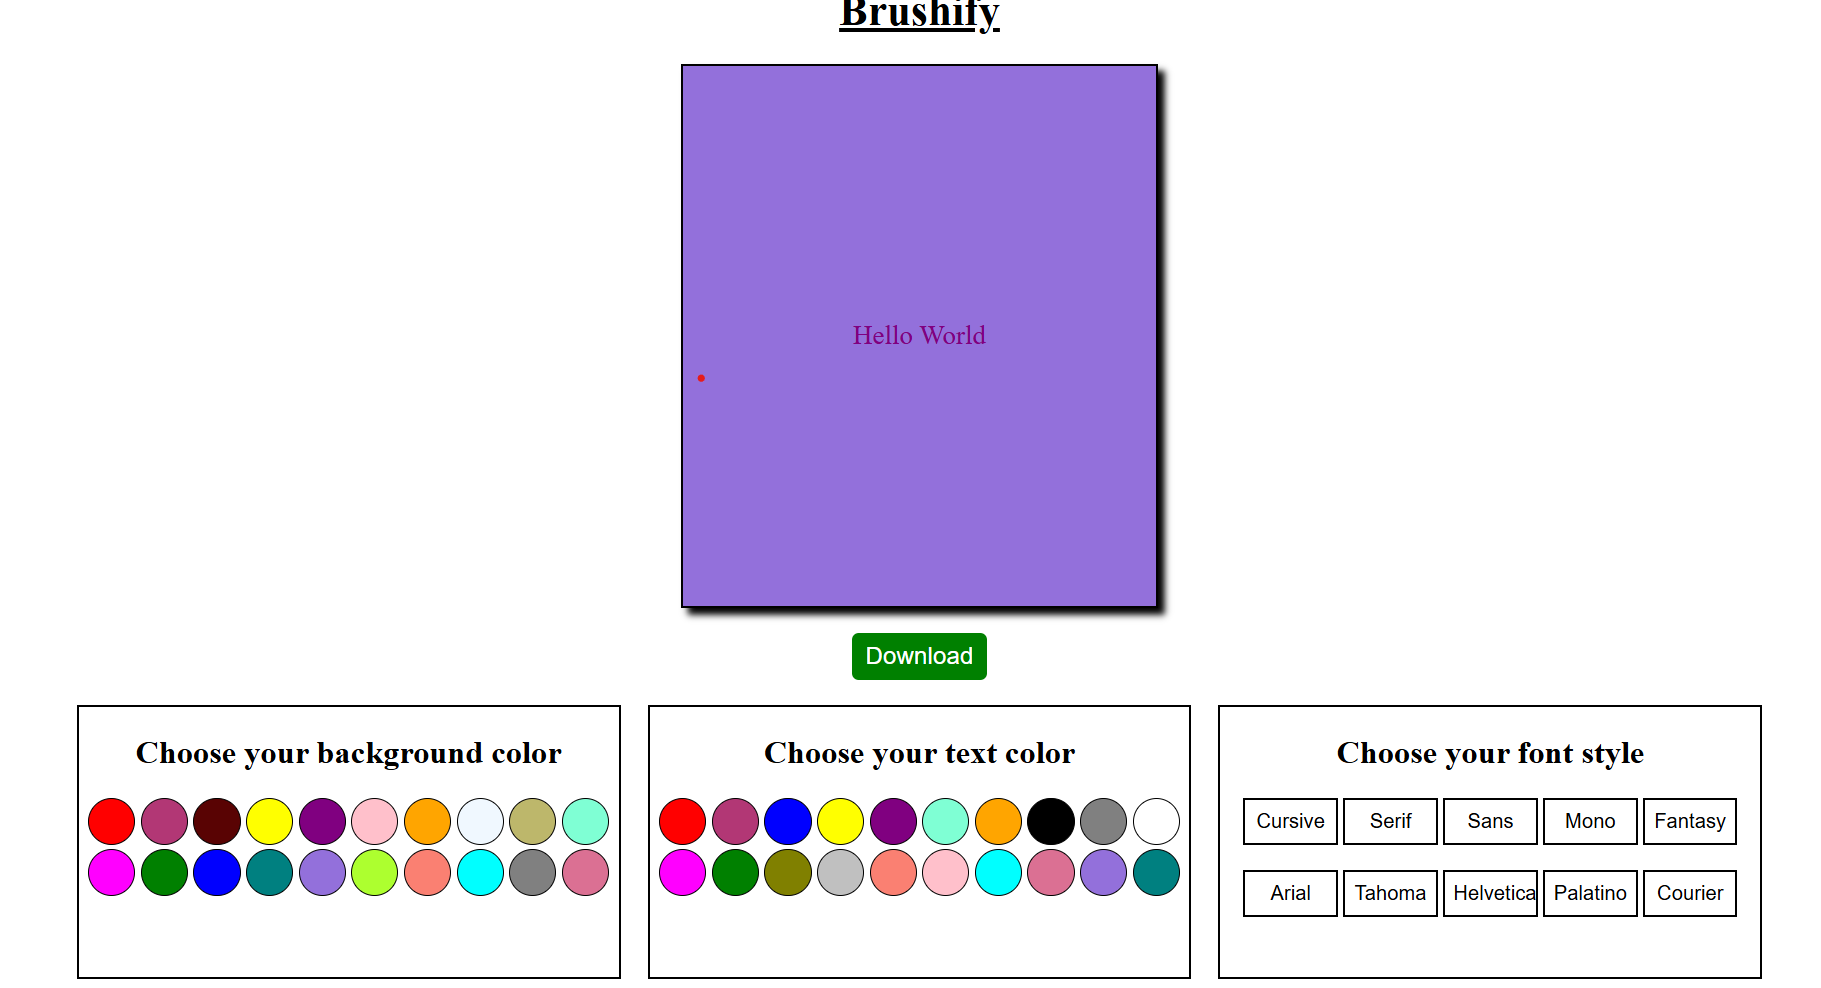 Brushify
Hello World
Download
Choose your background color
Choose your text color
Choose your font style
Cursive
Serif
Sans
Mono
Fantasy
Arial
Tahoma
Helvetica
Palatino
Courier